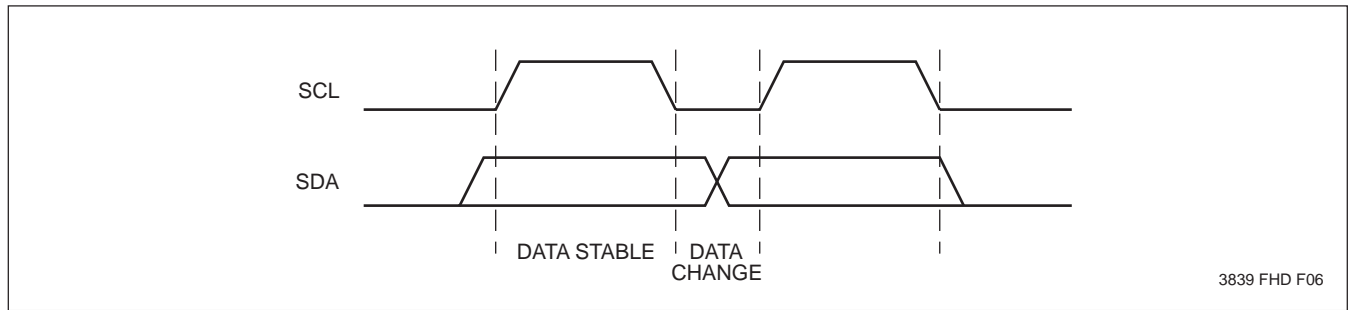 SCL
SDA
DATA STABLE
DATA
CHANGE
3839 FHD F06